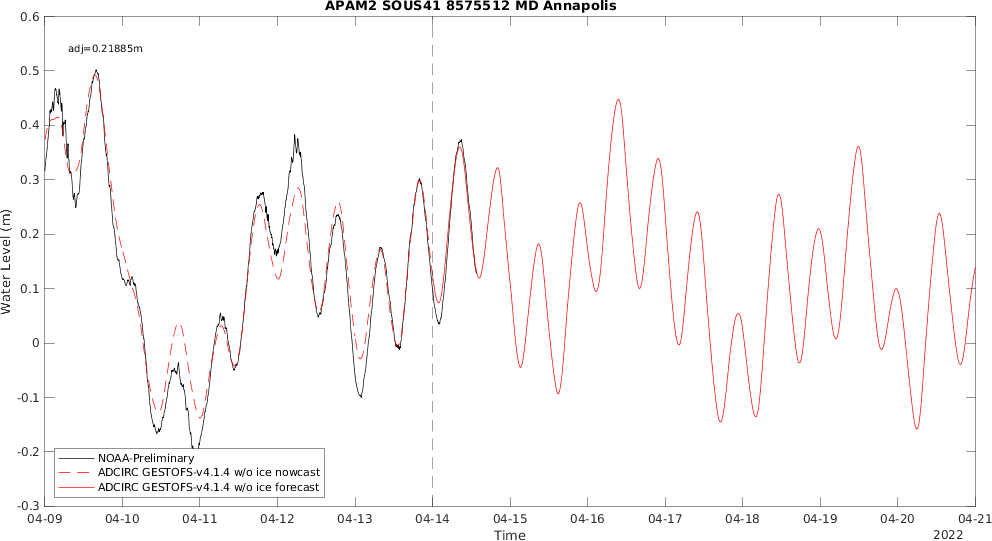 APAM2 SOUS41 8575512 MD Annapolis
adj=0.21885m
Water Level (m)
0.6
0.5
0.4
0.3
0.2
0.1
0
-0.1
-0.2
-0.3
NOAA-Preliminary
ADCIRC GESTOFS-v4.1.4 w/o ice nowcast
ADCIRC GESTOFS-v4.1.4 w/o ice forecast
04-09 04-10 04-11 04-12 04-13 04-14 04-15 04-16 04-17 04-18 04-19 04-20 04-21
Time
2022